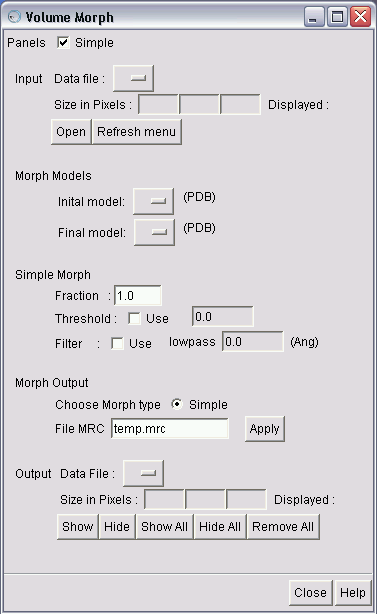 Volume Morph
Panels Simple
Input Data file :
Size in Pixels : Displayed :
Open Refresh menu
Morph Models
Inital model: (PDB)
Final model: (PDB)
Simple Morph
Fraction : 1.0
Threshold : Use 0.0
Filter : Use lowpass 0.0 (Ang)
Morph Output
Choose Morph type Simple
File MRC temp.mrc Apply
Output Data File :
Size in Pixels : Displayed :
Show Hide Show All Hide All Remove All
Close Help